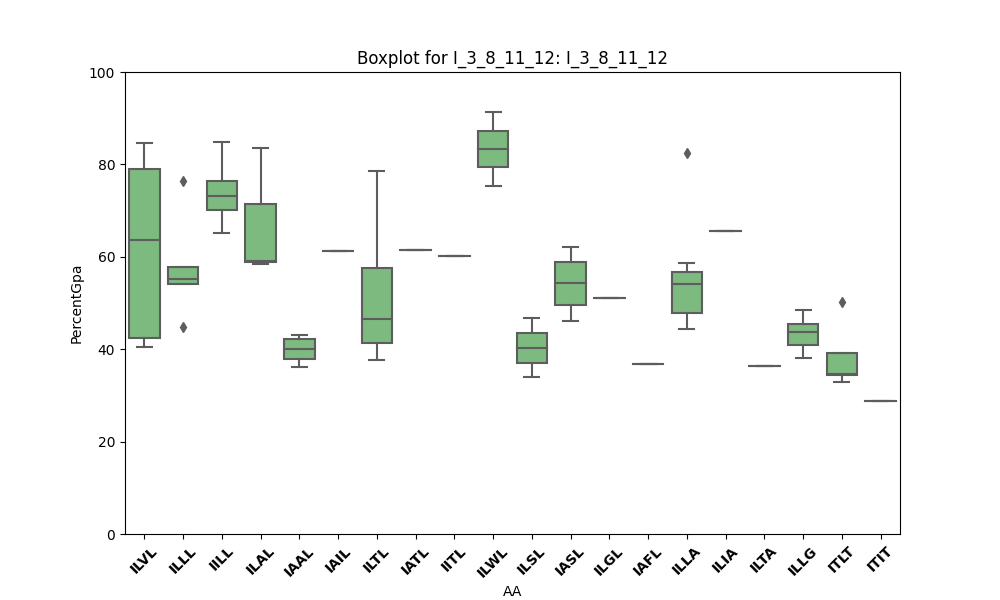 Boxplot for I_3_8_11_12: I_3_8_11_12
100
80
60
40
20
0
PercentGpa
ILVL
ILLL
IILL
ILAL
IAAL
IAIL
ILTL
IATL
IITL
ILWL
ILSL
IASL
ILGL
IAFL
ILLA
ILIA
ILTA
ILLG
ITLT
ITIT
AA